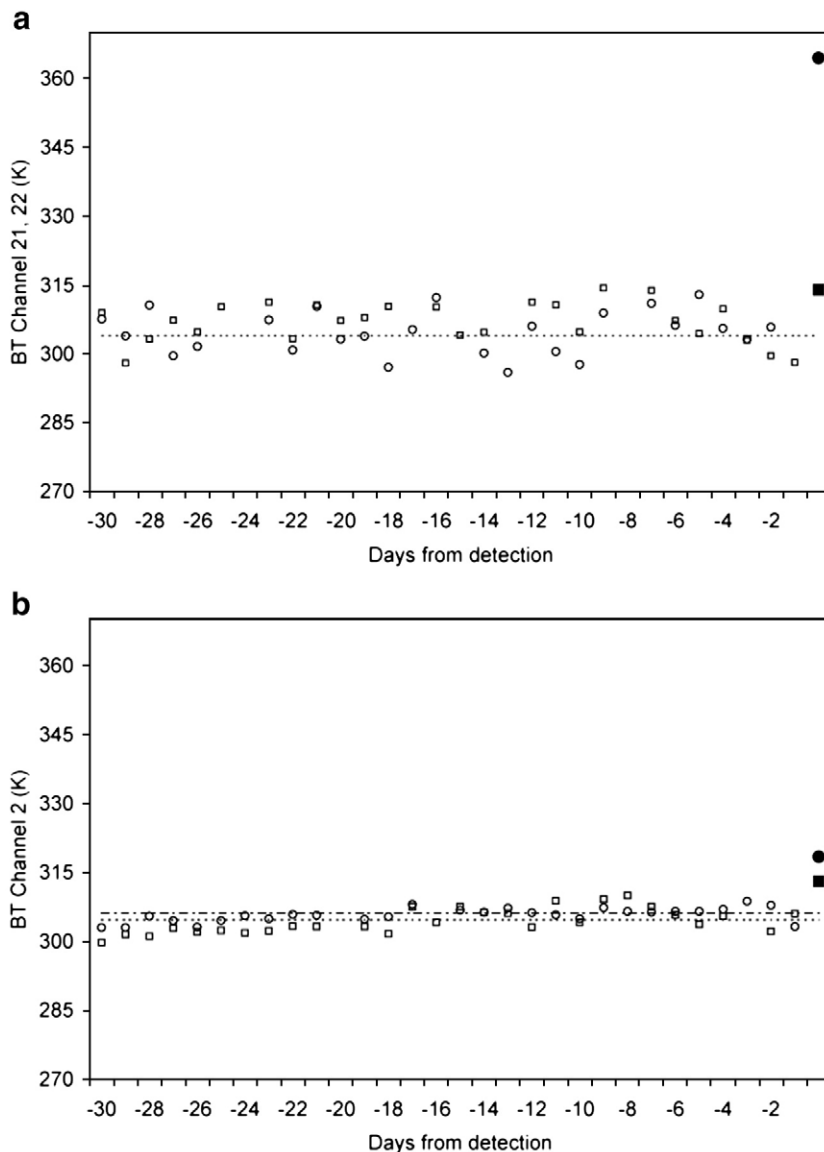 a
BT Channel 21, 22 (K)
360
345
330
315
300
285
270
-30 -28 -26 -24 -22 -20 -18 -16 -14 -12 -10 -8 -6 -4 -2
Days from detection
b
BT Channel 2 (K)
360
345
330
315
300
285
270
-30 -28 -26 -24 -22 -20 -18 -16 -14 -12 -10 -8 -6 -4 -2
Days from detection